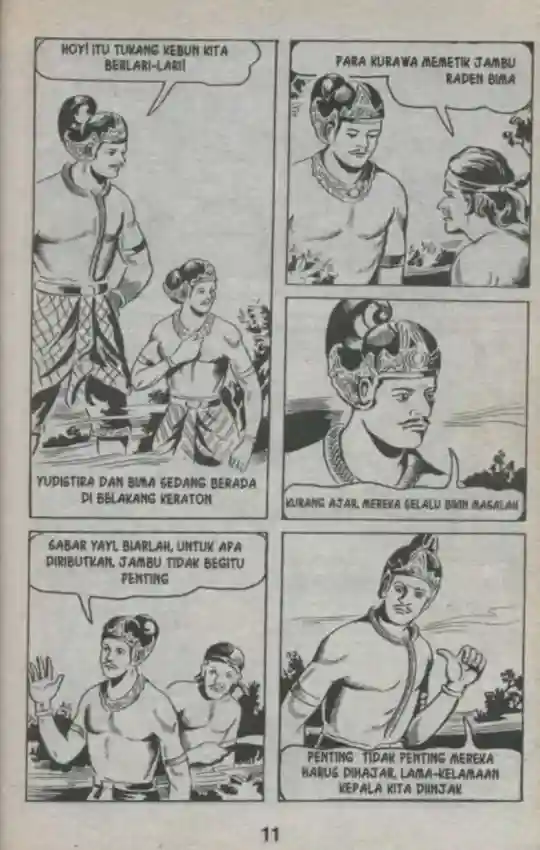 HOY! ITU TUKANG KEBUN KITA
BERLARI-LARI!
YUDISTIRA DAN BIMA SEDANG BERADA
DI BELAKANG KERATON
PARA KURAWA MEMETIK JAMBU
RADEN BIMA
KURANG AJAR, MEREKA SELALU BIKIN MASALAH
SABAR YAYI, BIARLAH, UNTUK APA
DIRIBUTKAN, JAMBU TIDAK BEGITU
PENTING
PENTING TIDAK PENTING MEREKA
HARUS DIHAJAR, LAMA-KELAMAAN
KEPALA KITA DIINJAK
11